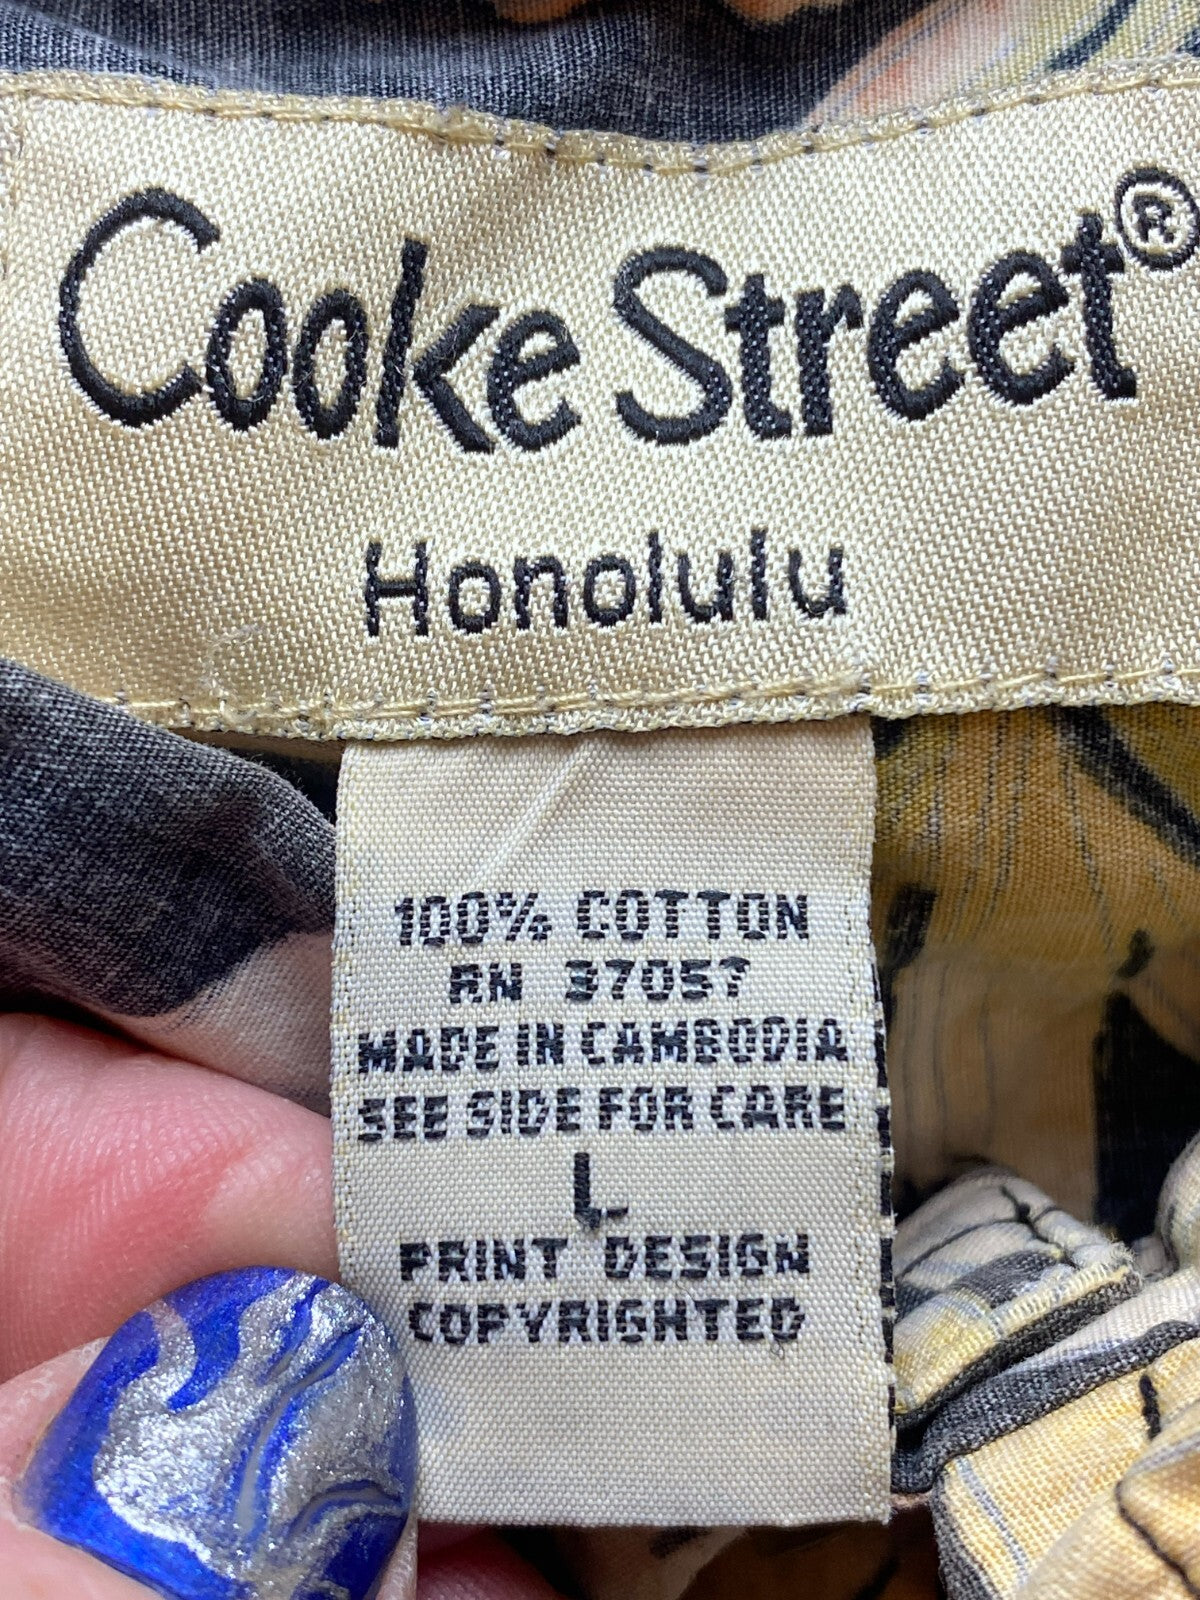 Cooke Street®
Honolulu
100% COTTON
RN 37057
MADE IN CAMBODIA
SEE SIDE FOR CARE
L
PRINT DESIGN
COPYRIGHTED